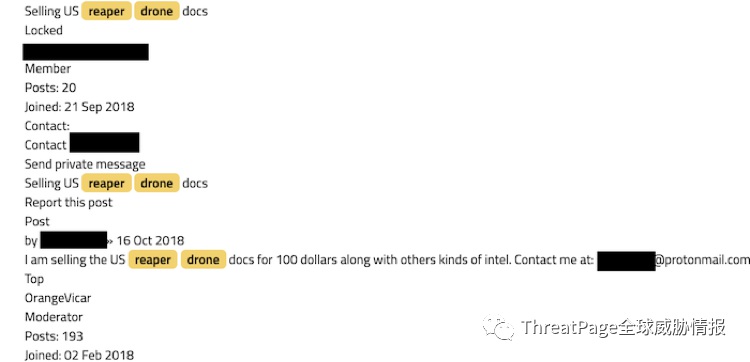 Selling US reaper drone docs
Locked
Member
Posts: 20
Joined: 21 Sep 2018
Contact:
Contact
Send private message
Selling US reaper drone docs
Report this post
Post
by » 16 Oct 2018
I am selling the US reaper drone docs for 100 dollars along with others kinds of intel. Contact me at: @protonmail.com
Top
OrangeVicar
Moderator
Posts: 193
Joined: 02 Feb 2018
ThreatPage全球威胁情报